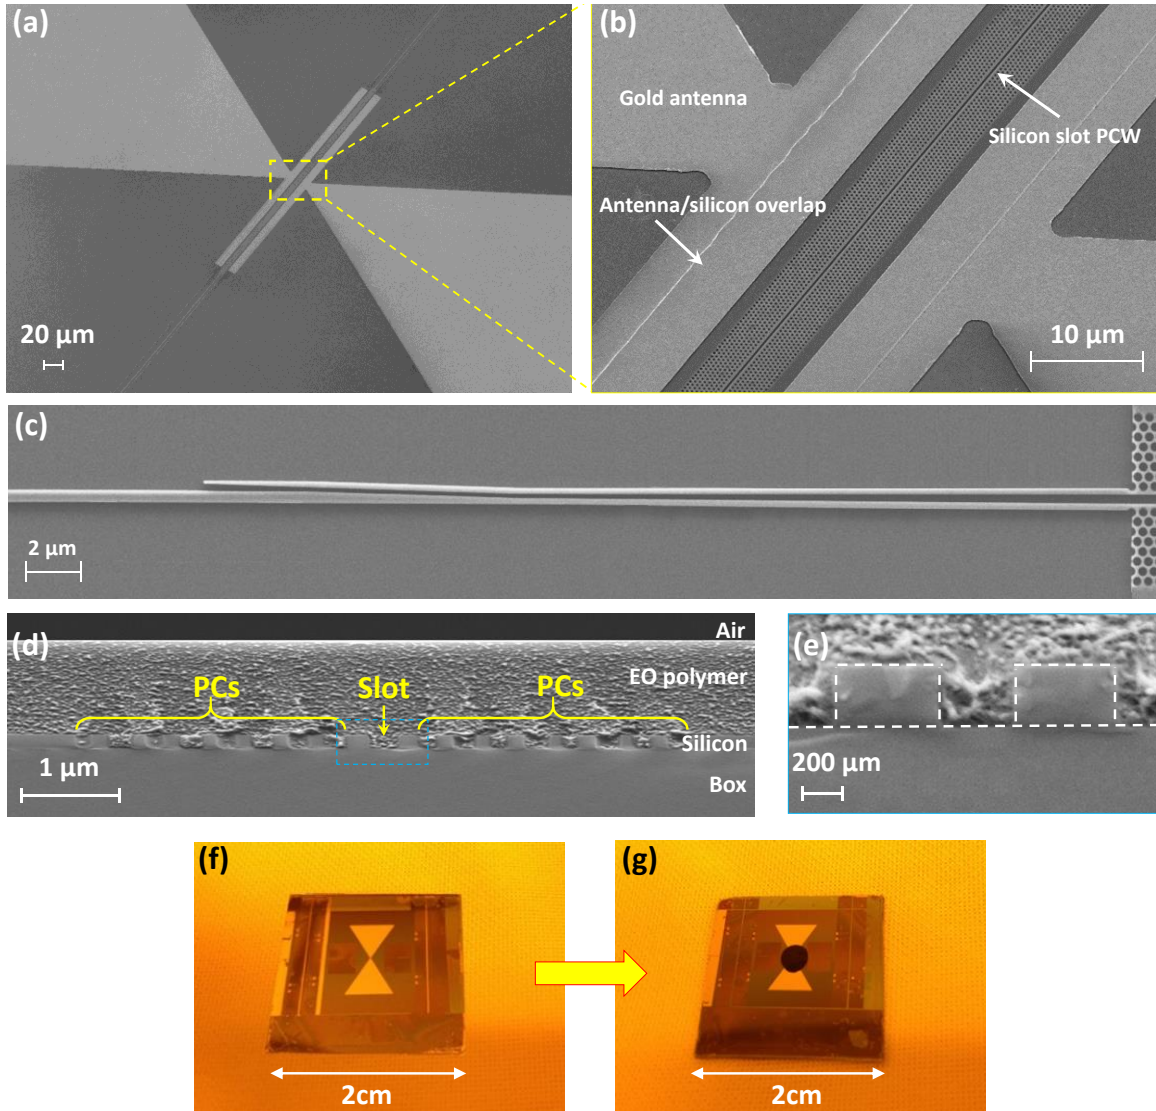 (a)
20 µm
(b)
Gold antenna
Silicon slot PCW
Antenna/silicon overlap
10 µm
(c)
2 µm
(d)
Air
EO polymer
PCs
Slot
PCs
Silicon
1 µm
Box
(e)
200 µm
(f)
2cm
(g)
2cm